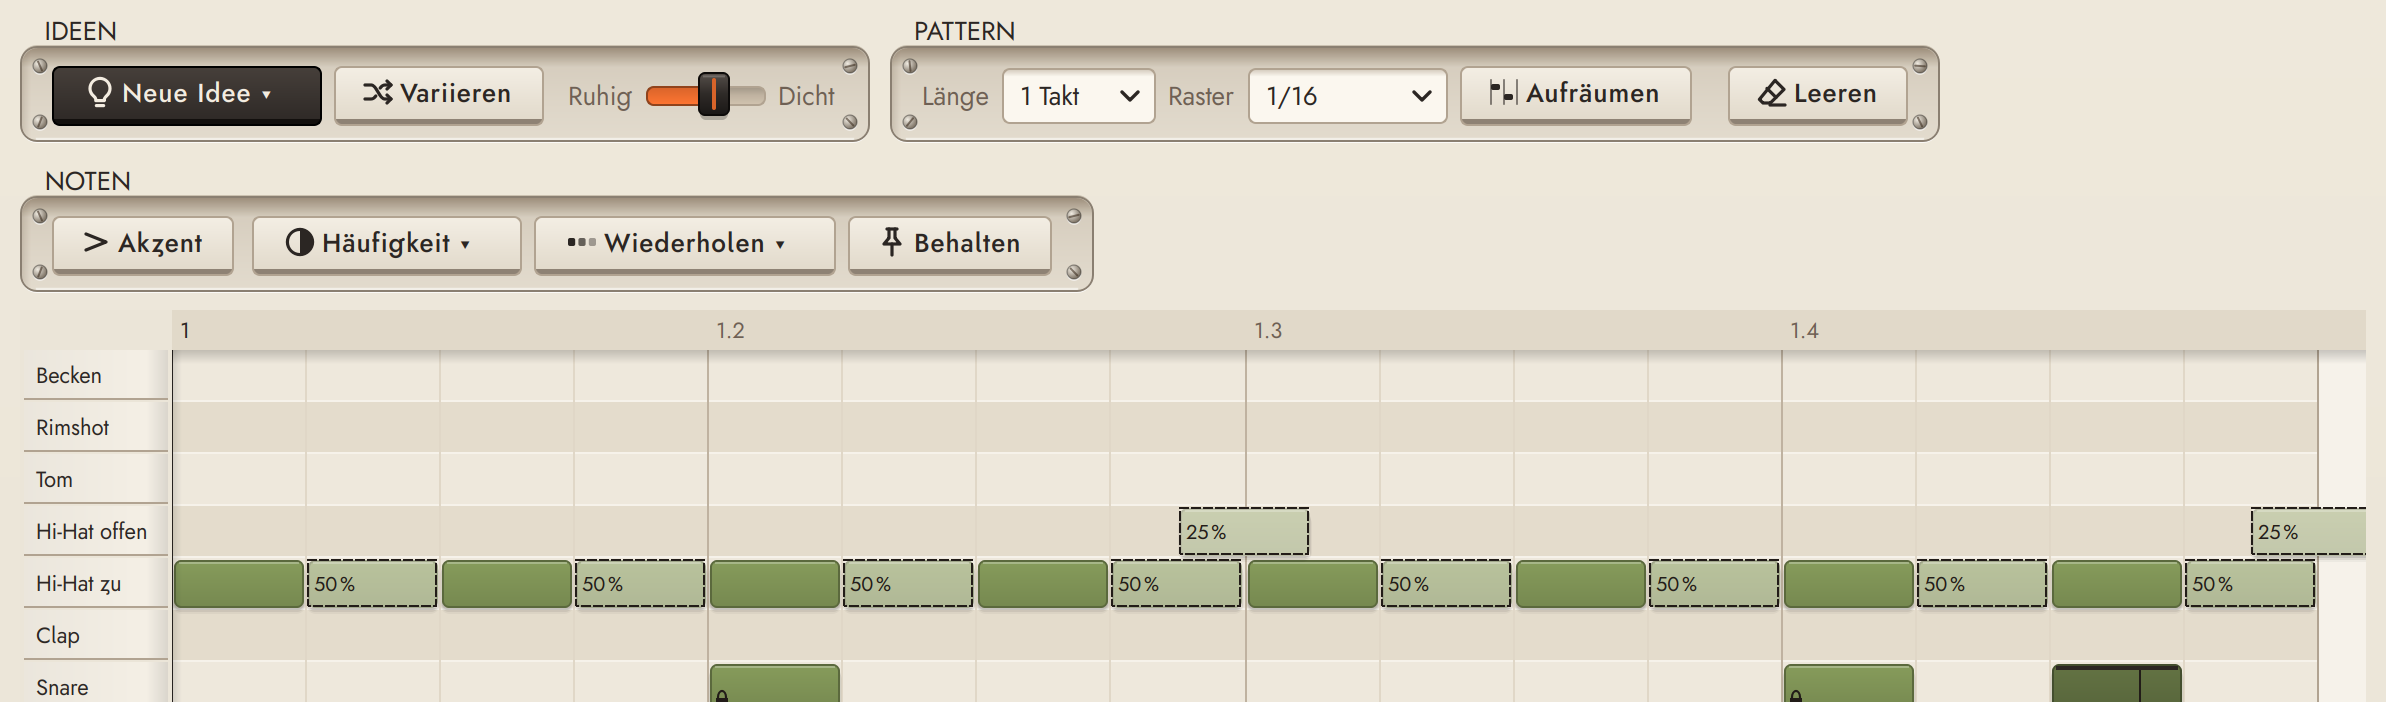 IDEEN
Neue Idee ▾
Variieren
Ruhig
Dicht
PATTERN
Länge
1 Takt
Raster
1/16
Aufräumen
Leeren
NOTEN
Akzent
Häufigkeit ▾
Wiederholen ▾
Behalten
1 1.2 1.3 1.4
Becken
Rimshot
Tom
Hi-Hat offen 25% 25%
Hi-Hat zu 50% 50% 50% 50% 50% 50% 50% 50%
Clap
Snare